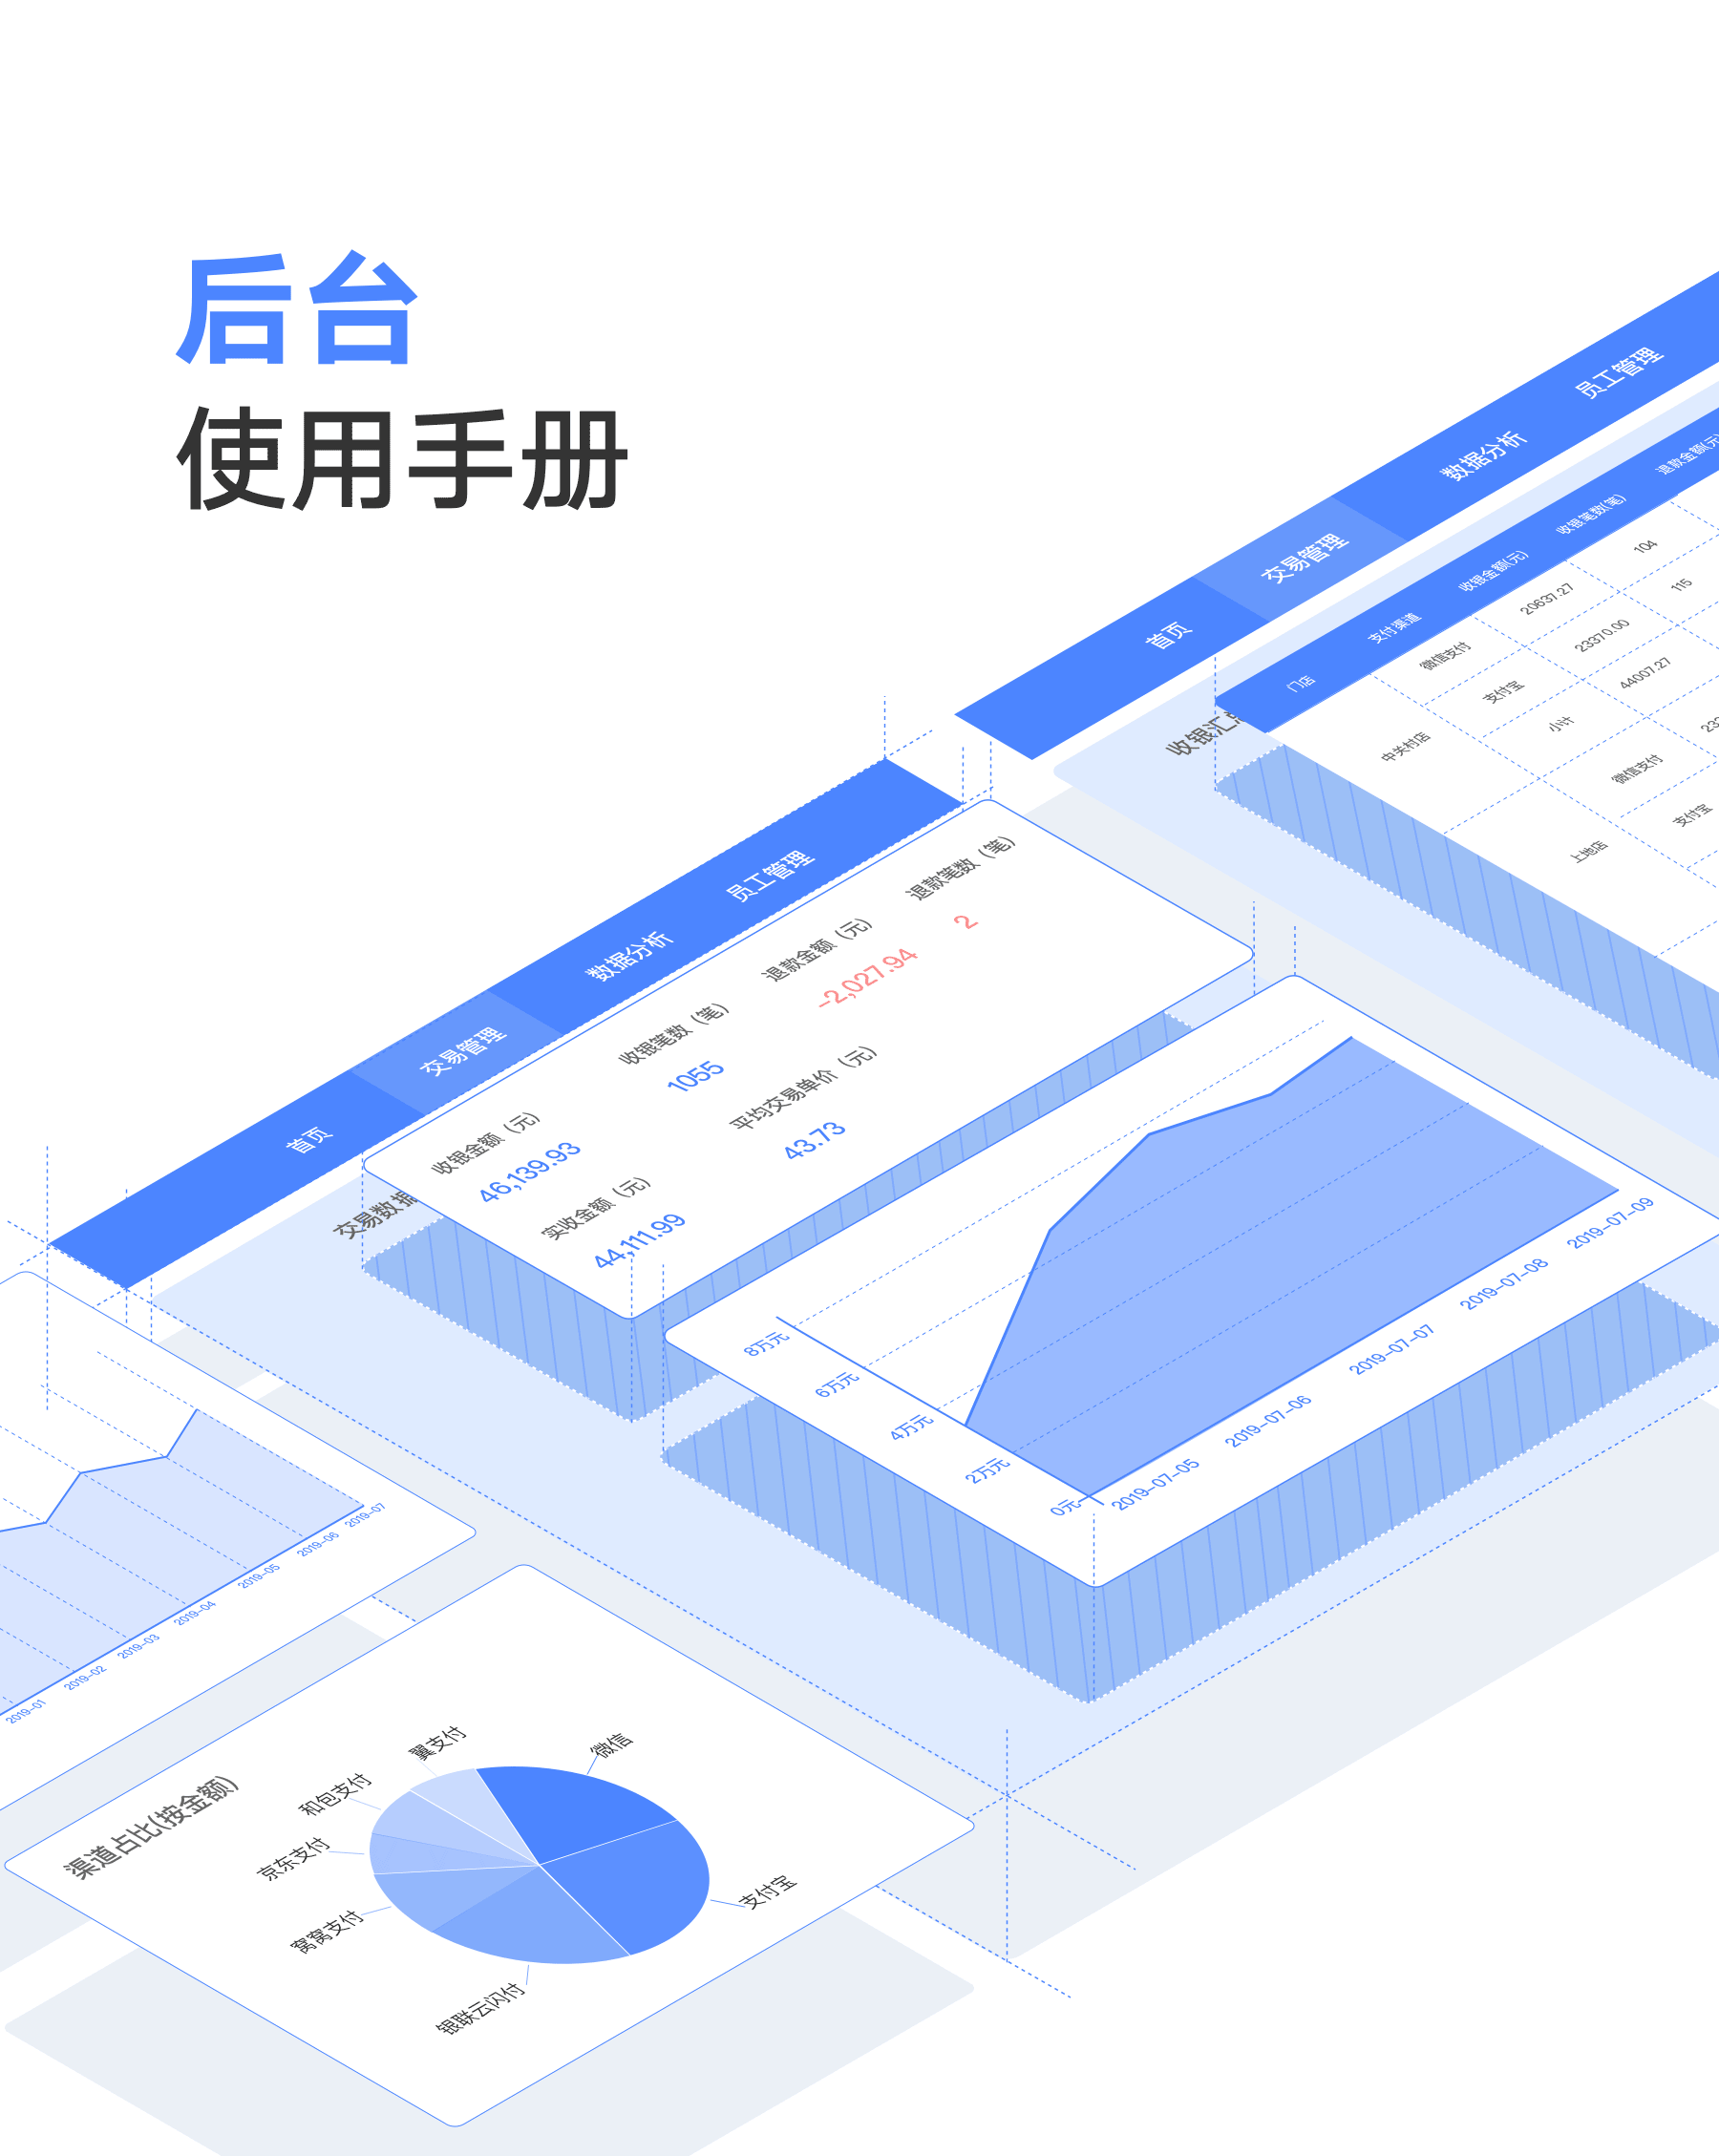 后台
使用手册
首页
交易管理
数据分析
员工管理
收银汇
门店
支付渠道
收银金额(元)
收银笔数(笔)
退款金额(元
中关村店
微信支付
20637.27
104
支付宝
23370.00
115
小计
44007.27
上地店
微信支付
支付宝
首页
交易管理
数据分析
员工管理
交易数据
收银金额（元）
46,139.93
收银笔数（笔）
1055
退款金额（元）
-2,027.94
退款笔数（笔）
2
实收金额（元）
44,111.99
平均交易单价（元）
43.73
8万元
6万元
4万元
2万元
0元
2019-07-05
2019-07-06
2019-07-07
2019-07-08
2019-07-09
2019-01
2019-02
2019-03
2019-04
2019-05
2019-06
2019-07
渠道占比(按金额)
翼支付
微信
和包支付
京东支付
窝窝支付
支付宝
银联云闪付